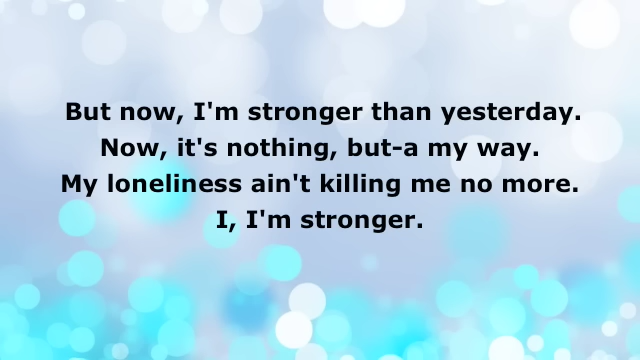 But now, I'm stronger than yesterday.
Now, it's nothing, but-a my way.
My loneliness ain't killing me no more.
I, I'm stronger.